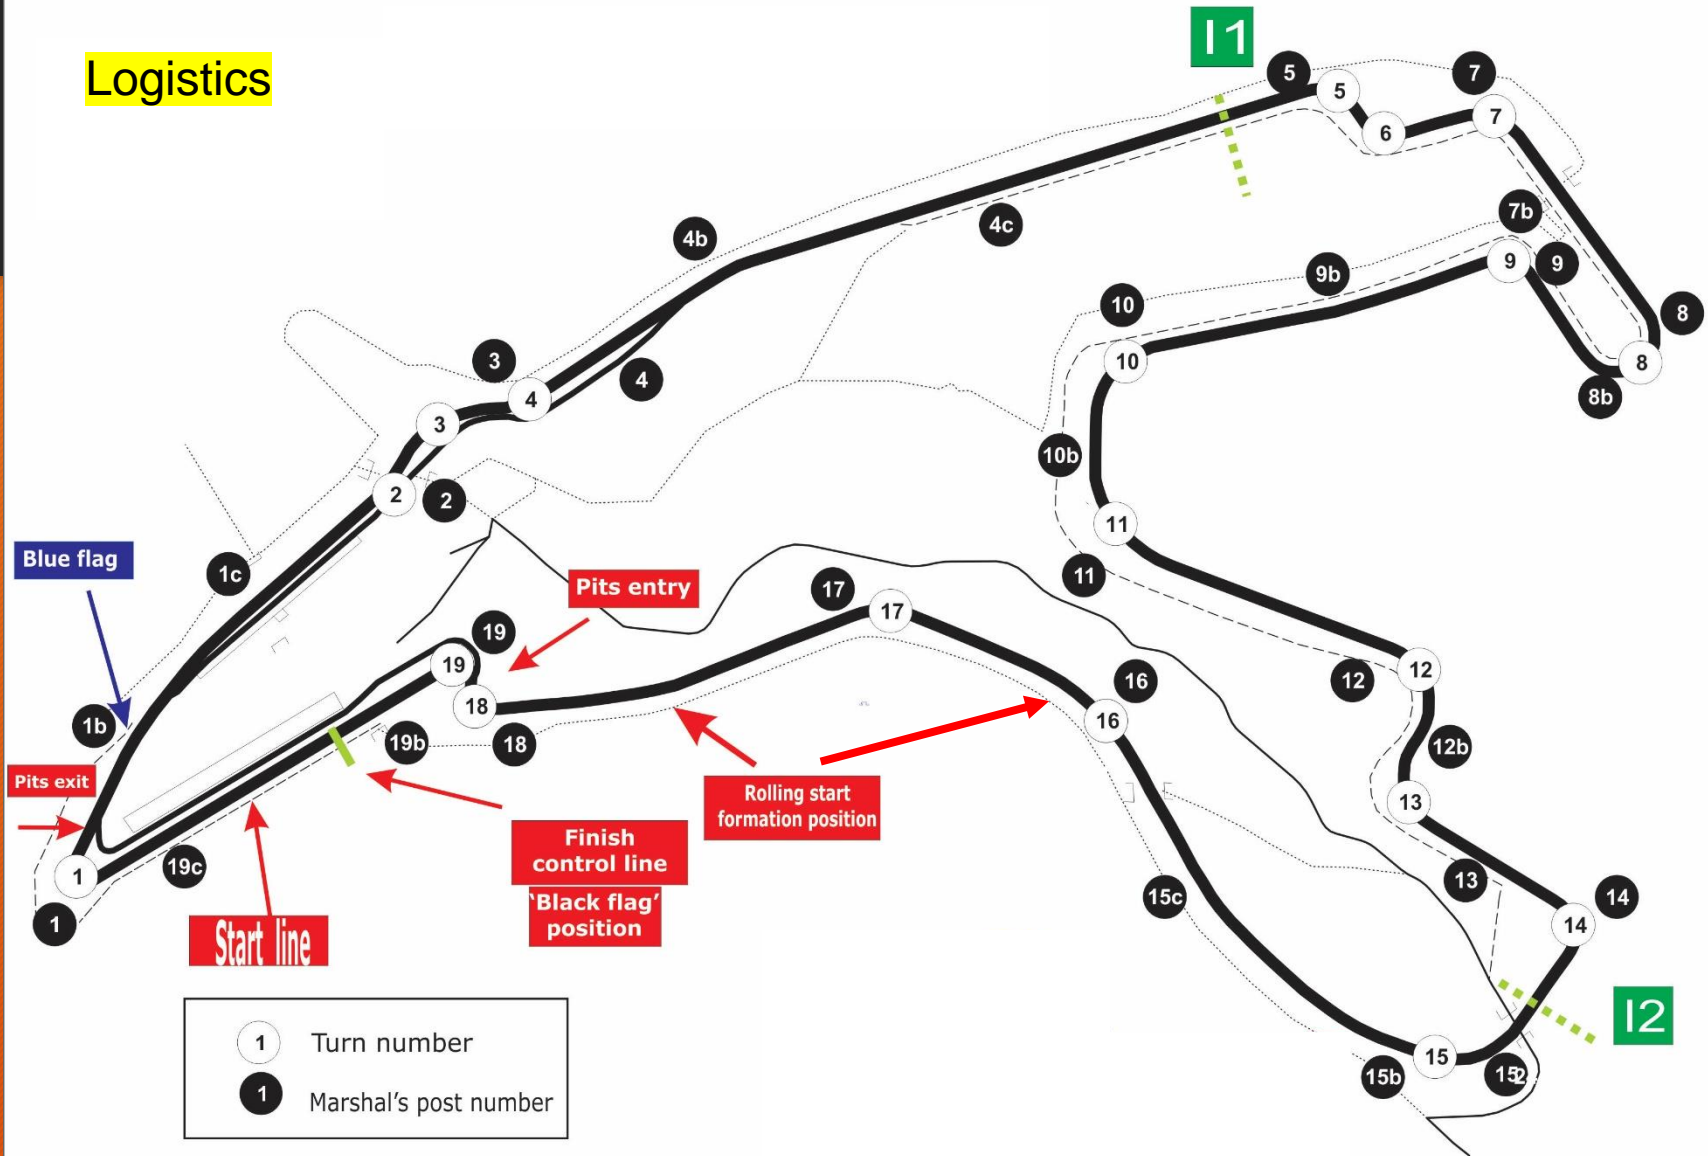 Logistics
I1
5
7
5
7
6
4b
4c
7b
9
9
9b
8
10
10
8
8b
3
4
4
3
10b
2
2
11
11
Blue flag
1c
Pits entry
17
17
19
19
12
12
16
16
18
18
1b
19b
12b
Pits exit
Rolling start
formation position
13
13
Finish
control line
'Black flag'
position
1
19c
1
Start line
15c
14
14
I2
15
15b
15
1 Turn number
1 Marshal's post number